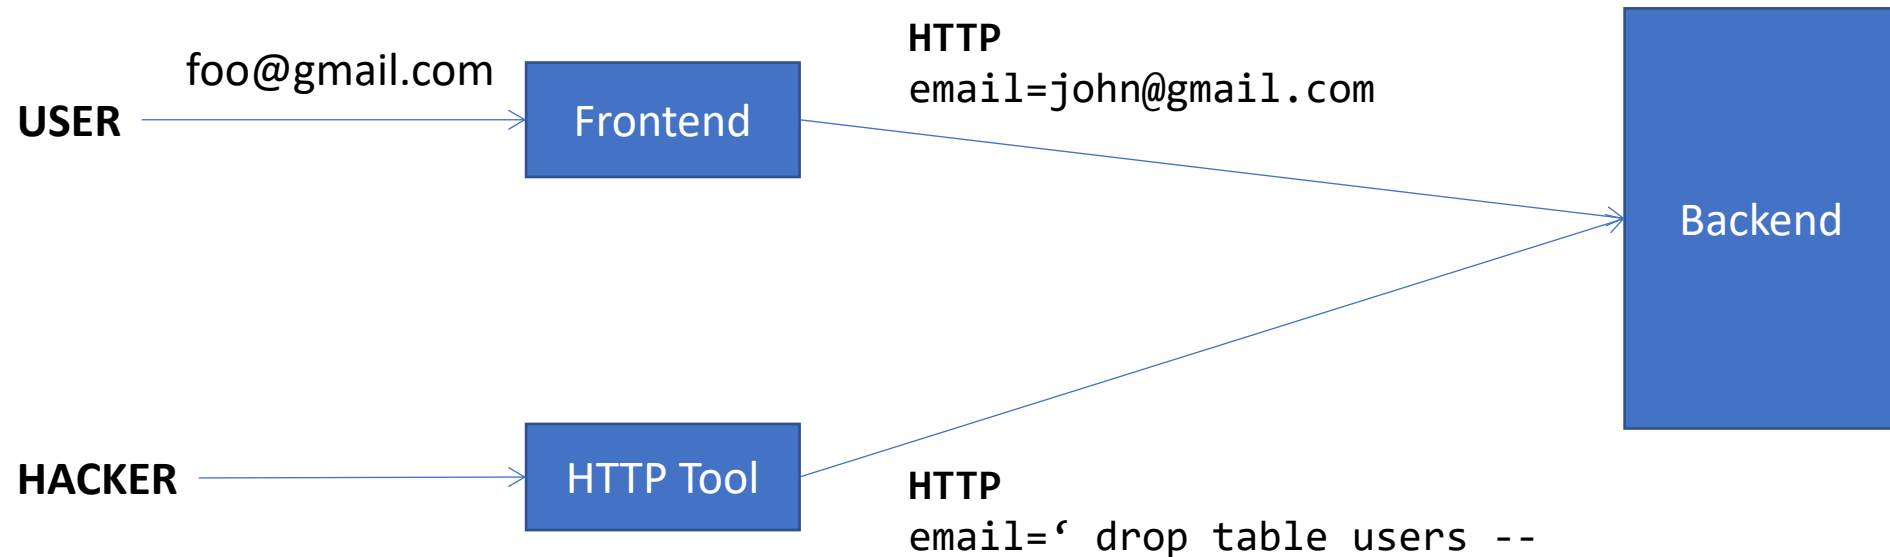 HTTP
foo@gmail.com
email=john@gmail.com
USER
Frontend
Backend
HACKER
HTTP Tool
HTTP
email=‘ drop table users --